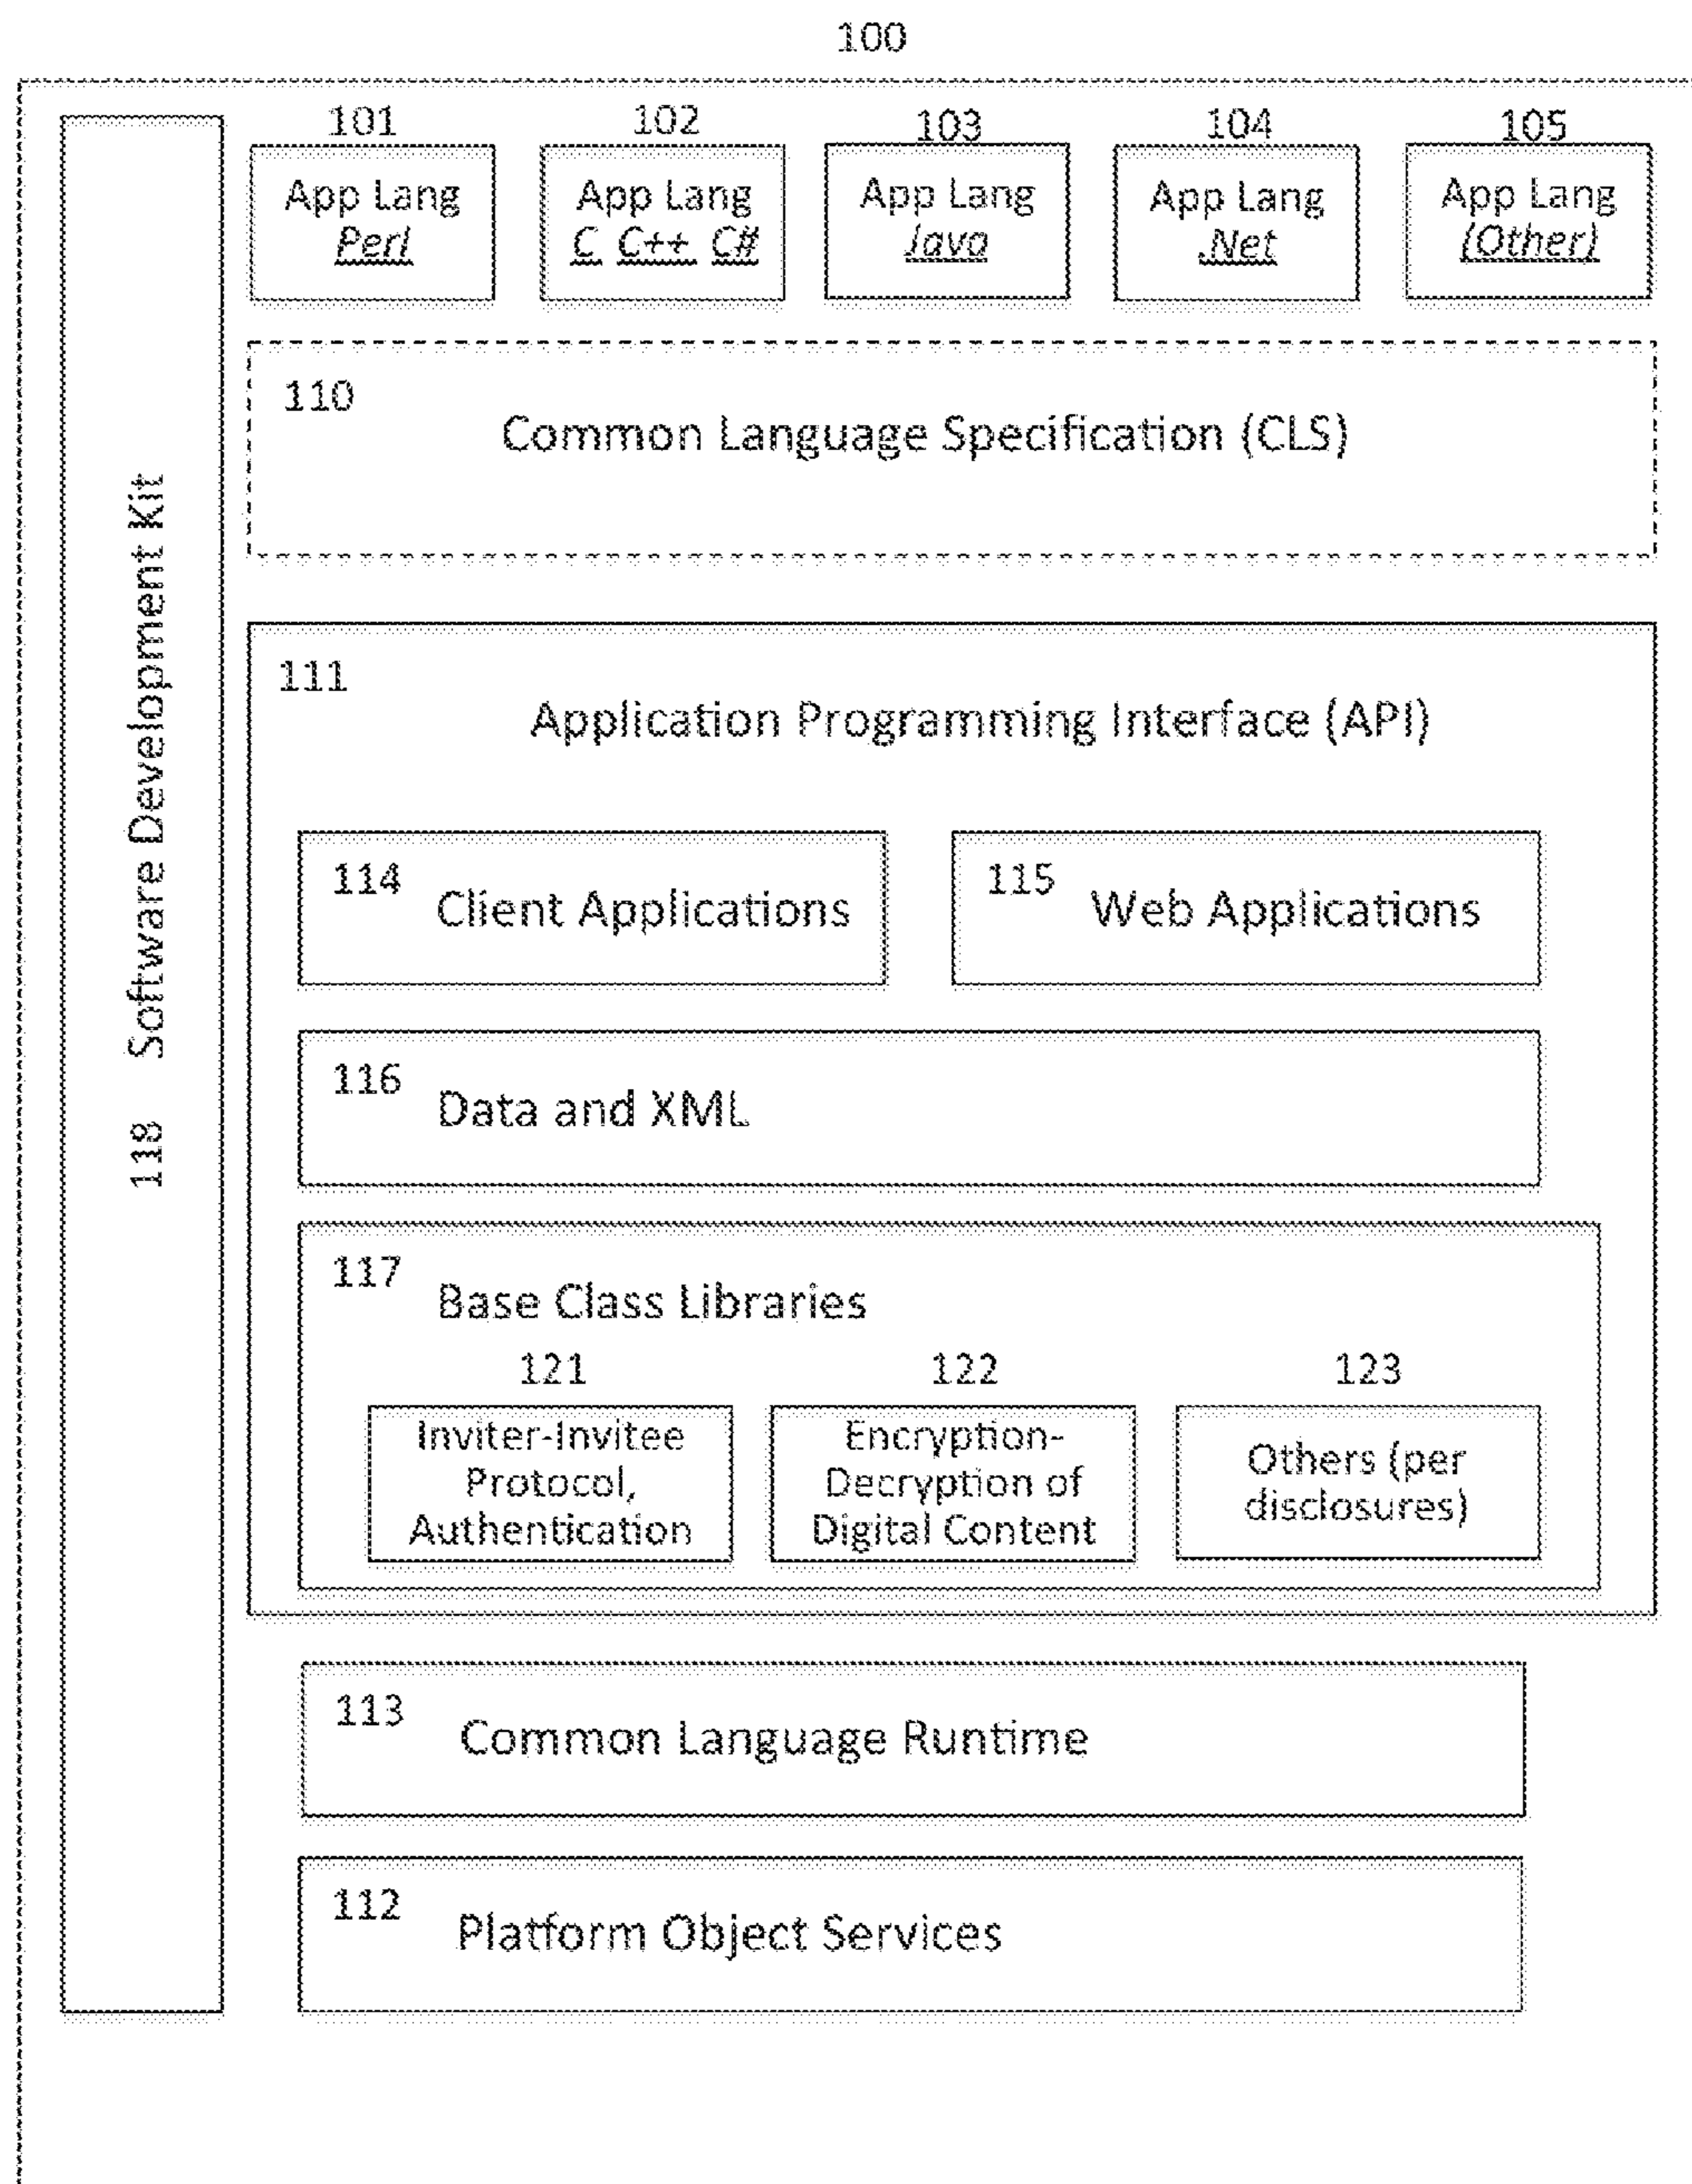 100
118 Software Development Kit
101 102 103 104 105
App Lang App Lang App Lang App Lang App Lang
Perl C C++ C# Java .Net (Other)
110
Common Language Specification (CLS)
111
Application Programming Interface (API)
114 Client Applications
115 Web Applications
116 Data and XML
117
Base Class Libraries
121
Inviter-Invitee
Protocol,
Authentication
122
Encryption-
Decryption of
Digital Content
123
Others (per
disclosures)
113
Common Language Runtime
112
Platform Object Services